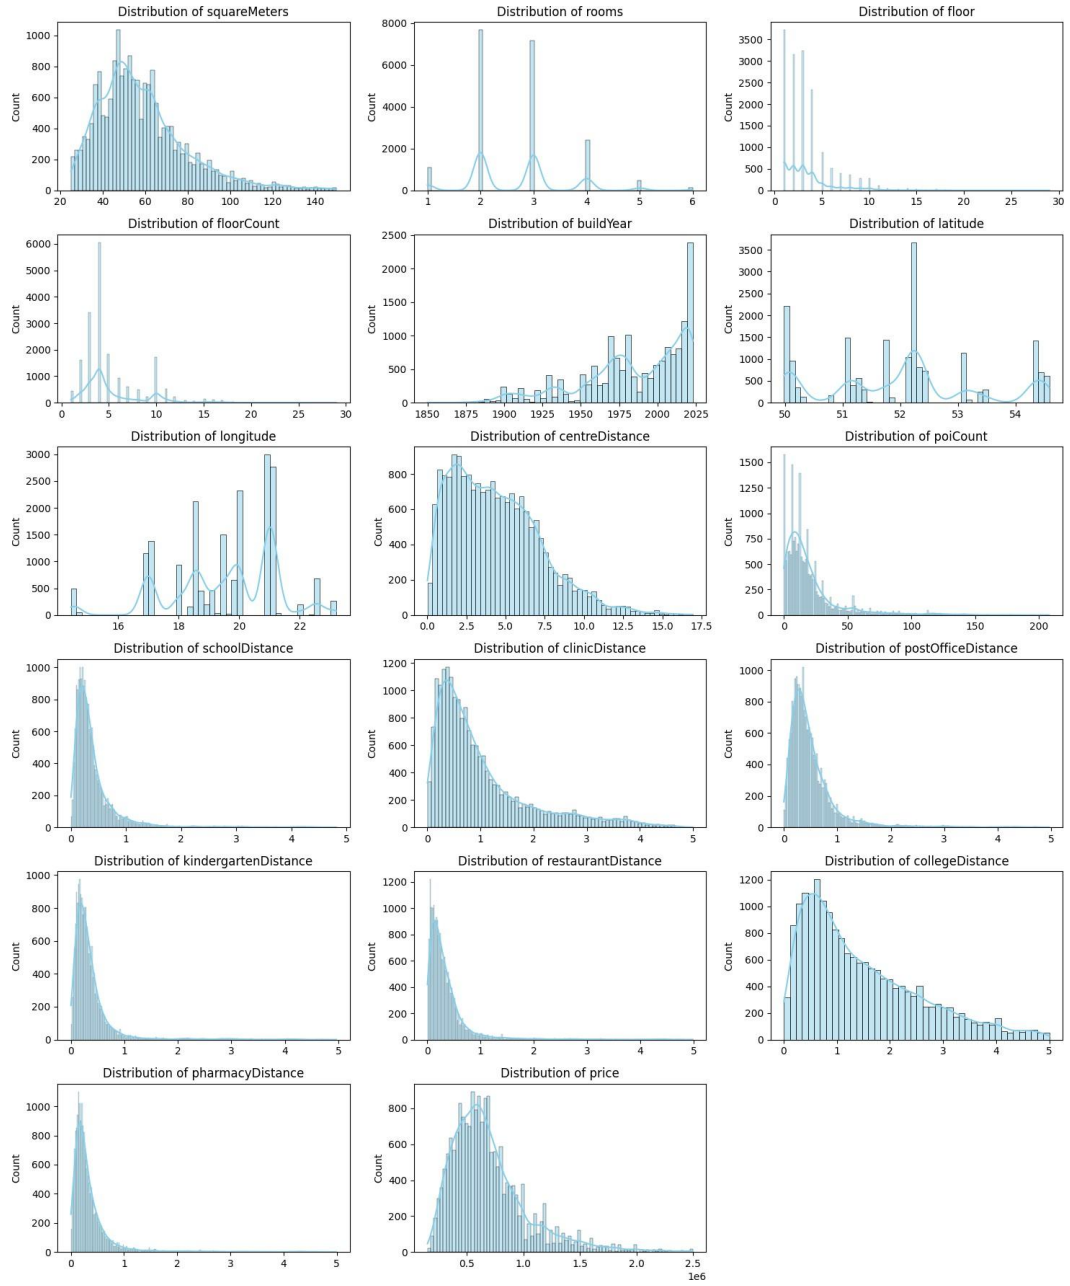 Distribution of squareMeters
Count
1000
800
600
400
200
0
20 40 60 80 100 120 140
Distribution of rooms
Count
8000
6000
4000
2000
0
1 2 3 4 5 6
Distribution of floor
Count
3500
3000
2500
2000
1500
1000
500
0
0 5 10 15 20 25 30
Distribution of floorCount
Count
6000
5000
4000
3000
2000
1000
0
0 5 10 15 20 25 30
Distribution of buildYear
Count
2500
2000
1500
1000
500
0
1850 1875 1900 1925 1950 1975 2000 2025
Distribution of latitude
Count
3500
3000
2500
2000
1500
1000
500
0
50 51 52 53 54
Distribution of longitude
Count
3000
2500
2000
1500
1000
500
0
16 18 20 22
Distribution of centreDistance
Count
800
600
400
200
0
0.0 2.5 5.0 7.5 10.0 12.5 15.0 17.5
Distribution of poiCount
Count
1500
1250
1000
750
500
250
0
0 50 100 150 200
Distribution of schoolDistance
Count
1000
800
600
400
200
0
0 1 2 3 4 5
Distribution of clinicDistance
Count
1200
1000
800
600
400
200
0
0 1 2 3 4 5
Distribution of postOfficeDistance
Count
1000
800
600
400
200
0
0 1 2 3 4 5
Distribution of kindergartenDistance
Count
1000
800
600
400
200
0
0 1 2 3 4 5
Distribution of restaurantDistance
Count
1200
1000
800
600
400
200
0
0 1 2 3 4 5
Distribution of collegeDistance
Count
1200
1000
800
600
400
200
0
0 1 2 3 4 5
Distribution of pharmacyDistance
Count
1000
800
600
400
200
0
0 1 2 3 4 5
Distribution of price
Count
800
600
400
200
0
0.5 1.0 1.5 2.0 2.5
1e6